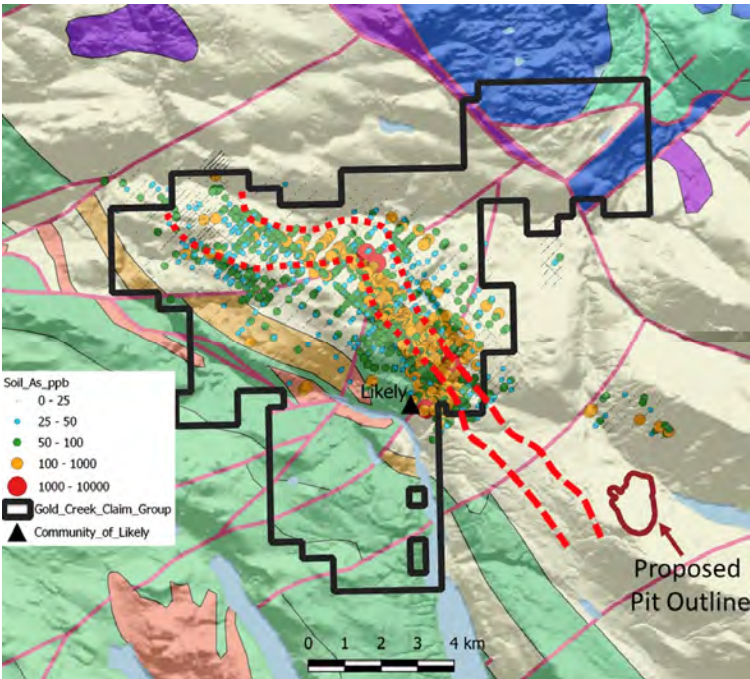 Likely
Soil_As_ppb
0 - 25
25 - 50
50 - 100
100 - 1000
1000 - 10000
Gold_Creek_Claim_Group
Community_of_Likely
Proposed
Pit Outline
0 1 2 3 4 km